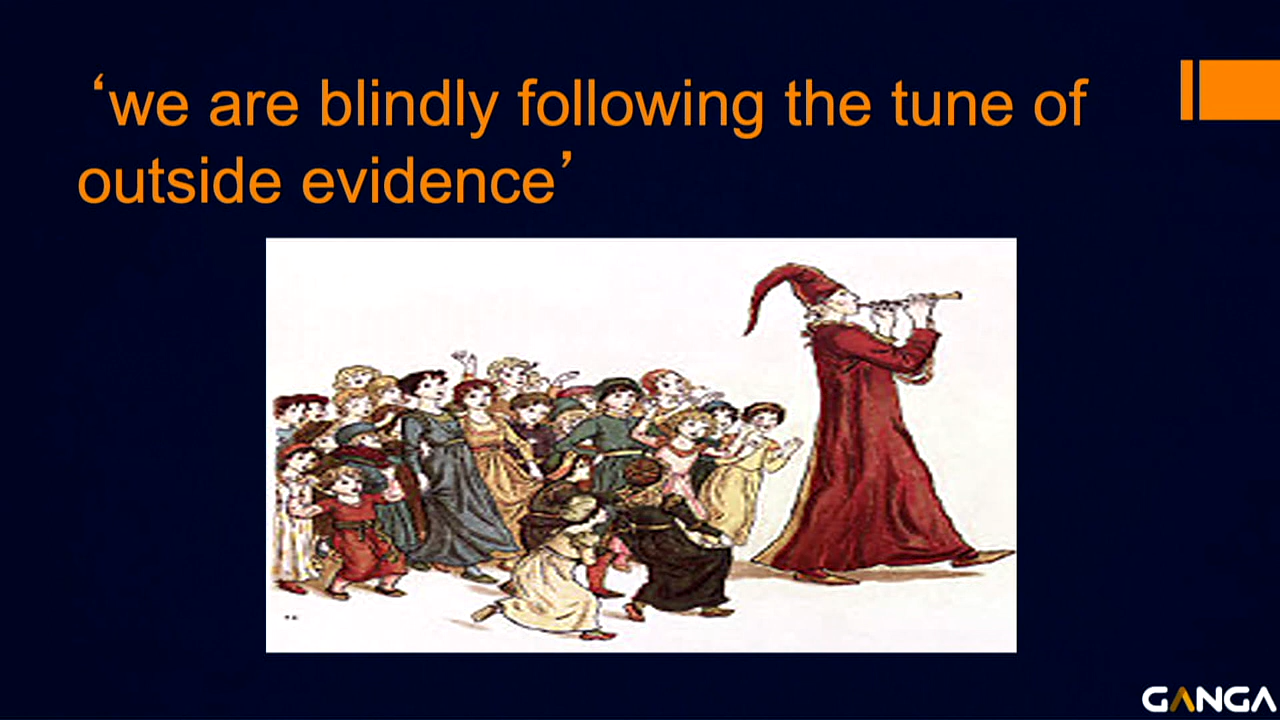 ‘we are blindly following the tune of
outside evidence’
GANGA